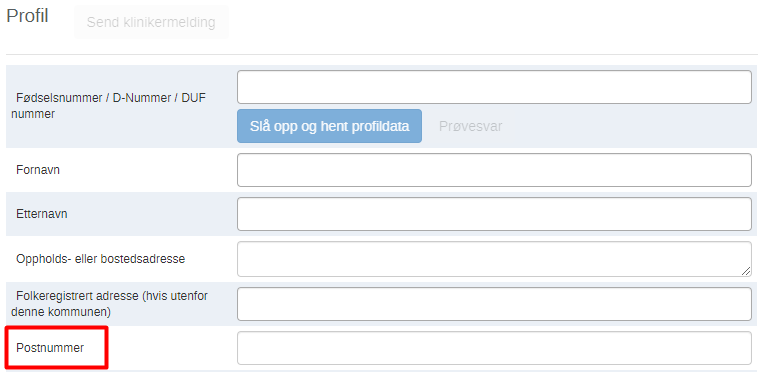 Profil
Send klinikermelding
Fødselsnummer / D-Nummer / DUF
nummer
Slå opp og hent profildata
Prøvesvar
Fornavn
Etternavn
Oppholds- eller bostedsadresse
Folkeregistrert adresse (hvis utenfor
denne kommunen)
Postnummer